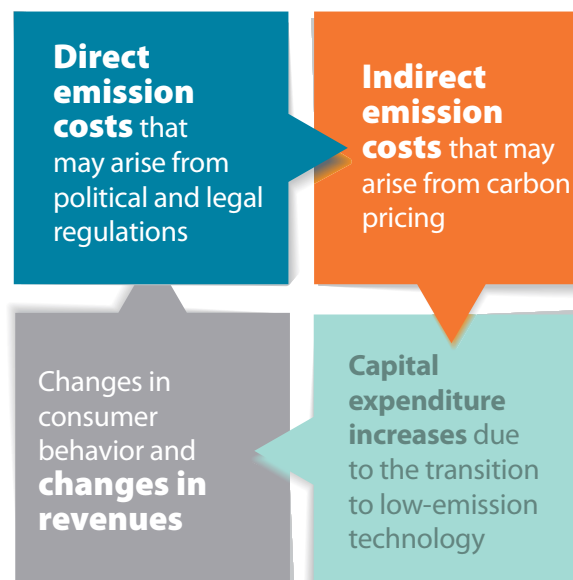 Direct
emission
costs that
may arise from
political and legal
regulations
Indirect
emission
costs that may
arise from carbon
pricing
Changes in
consumer
behavior and
changes in
revenues
Capital
expenditure
increases due
to the transition
to low-emission
technology